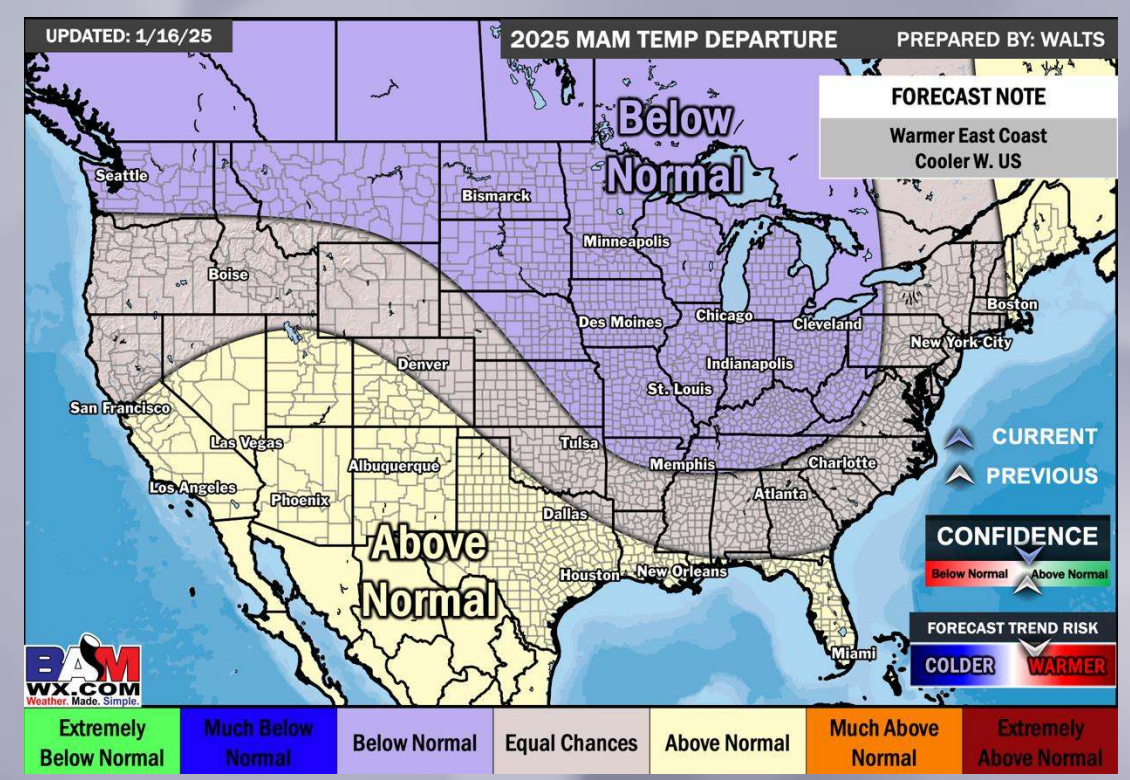 UPDATED: 1/16/25
2025 MAM TEMP DEPARTURE
PREPARED BY: WALTS
FORECAST NOTE
Warmer East Coast
Cooler W. US
Below
Normal
Seattle
Bismarck
Minneapolis
Boise
Boston
Chicago
Des Moines
Cleveland
New York City
Denver
Indianapolis
St. Louis
San Francisco
Las Vegas
Tulsa
Albuquerque
Memphis
Charlotte
Los Angeles
Phoenix
Atlanta
Dallas
Above
Normal
Houston
New Orleans
Miami
CURRENT
PREVIOUS
CONFIDENCE
Below Normal Above Normal
FORECAST TREND RISK
COLDER WARMER
BAM
WX.COM
Weather. Made. Simple.
Extremely
Below Normal
Much Below
Normal
Below Normal
Equal Chances
Above Normal
Much Above
Normal
Extremely
Above Normal